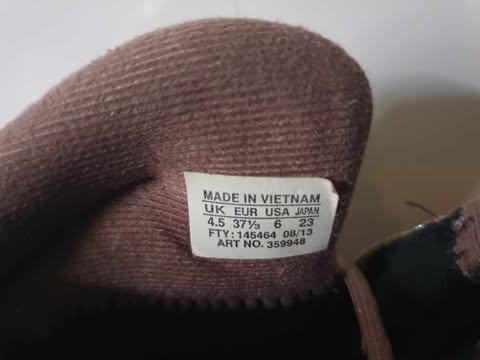 MADE IN VIETNAM
UK EUR USA JAPAN
4.5 37⅓ 6 23
FTY: 145464 08/13
ART NO. 359948